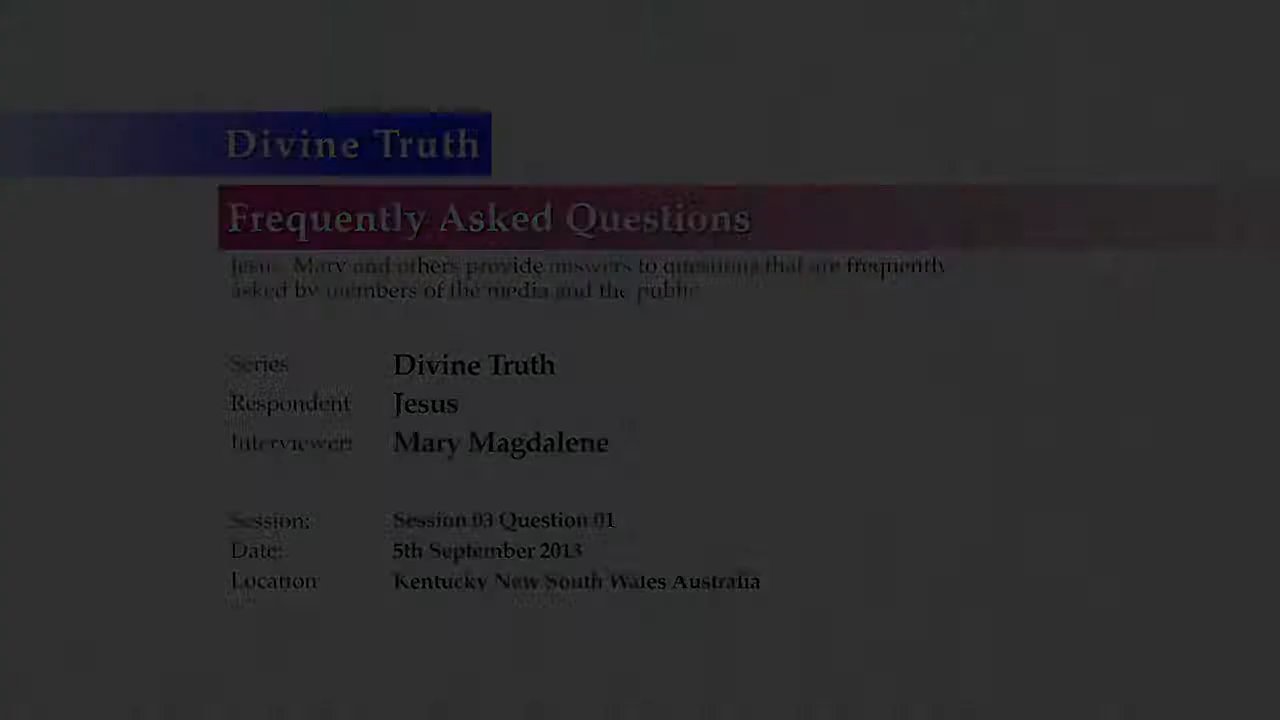 Divine Truth
Frequently Asked Questions
Jesus, Mary and others provide answers to questions that are frequently
asked by members of the media and the public.
Series
Divine Truth
Respondent
Jesus
Interviewer:
Mary Magdalene
Session:
Session 03 Question 01
Date:
5th September 2013
Location
Kentucky New South Wales Australia